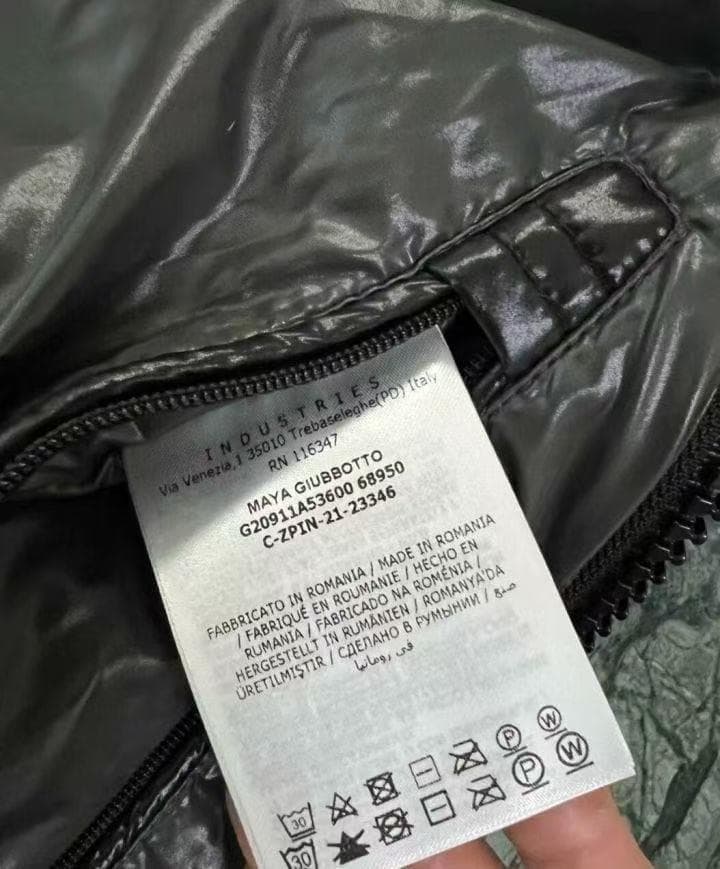 INDUSTRIES
Via Venezia,1 35010 Trebaseleghe(PD) Italy
RN 116347
MAYA GIUBBOTTO
G20911A53600 68950
C-ZPIN-21-23346
FABBRICATO IN ROMANIA / MADE IN ROMANIA
/ FABRIQUÉ EN ROUMANIE / HECHO EN
RUMANIA / FABRICADO NA ROMÉNIA /
HERGESTELLT IN RUMÄNIEN / ROMANYA'DA
ÜRETILMIŞTIR / СДЕЛАНО В РУМЫНИИ / صنع
في رومانيا
30 P W
30 P W